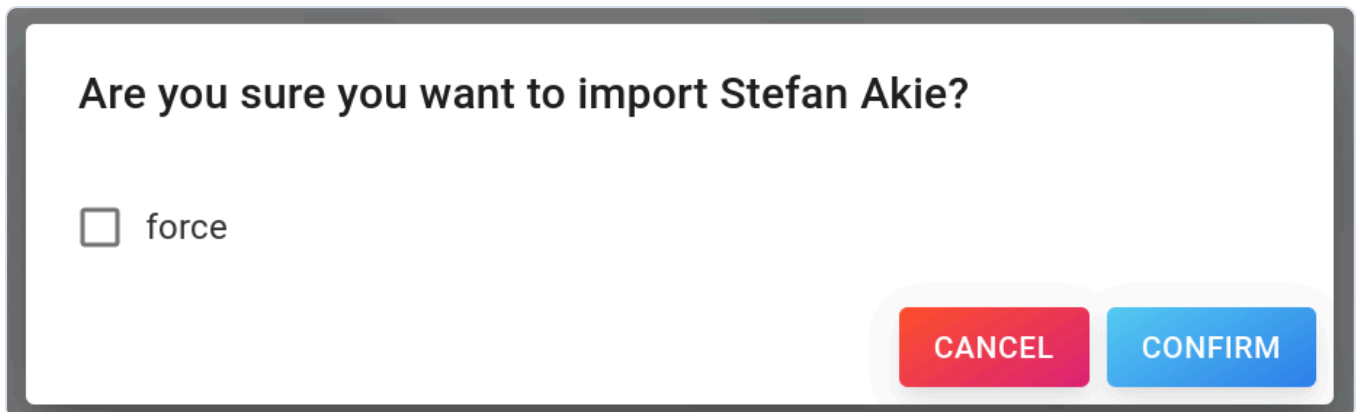 Are you sure you want to import Stefan Akie?
force
CANCEL CONFIRM